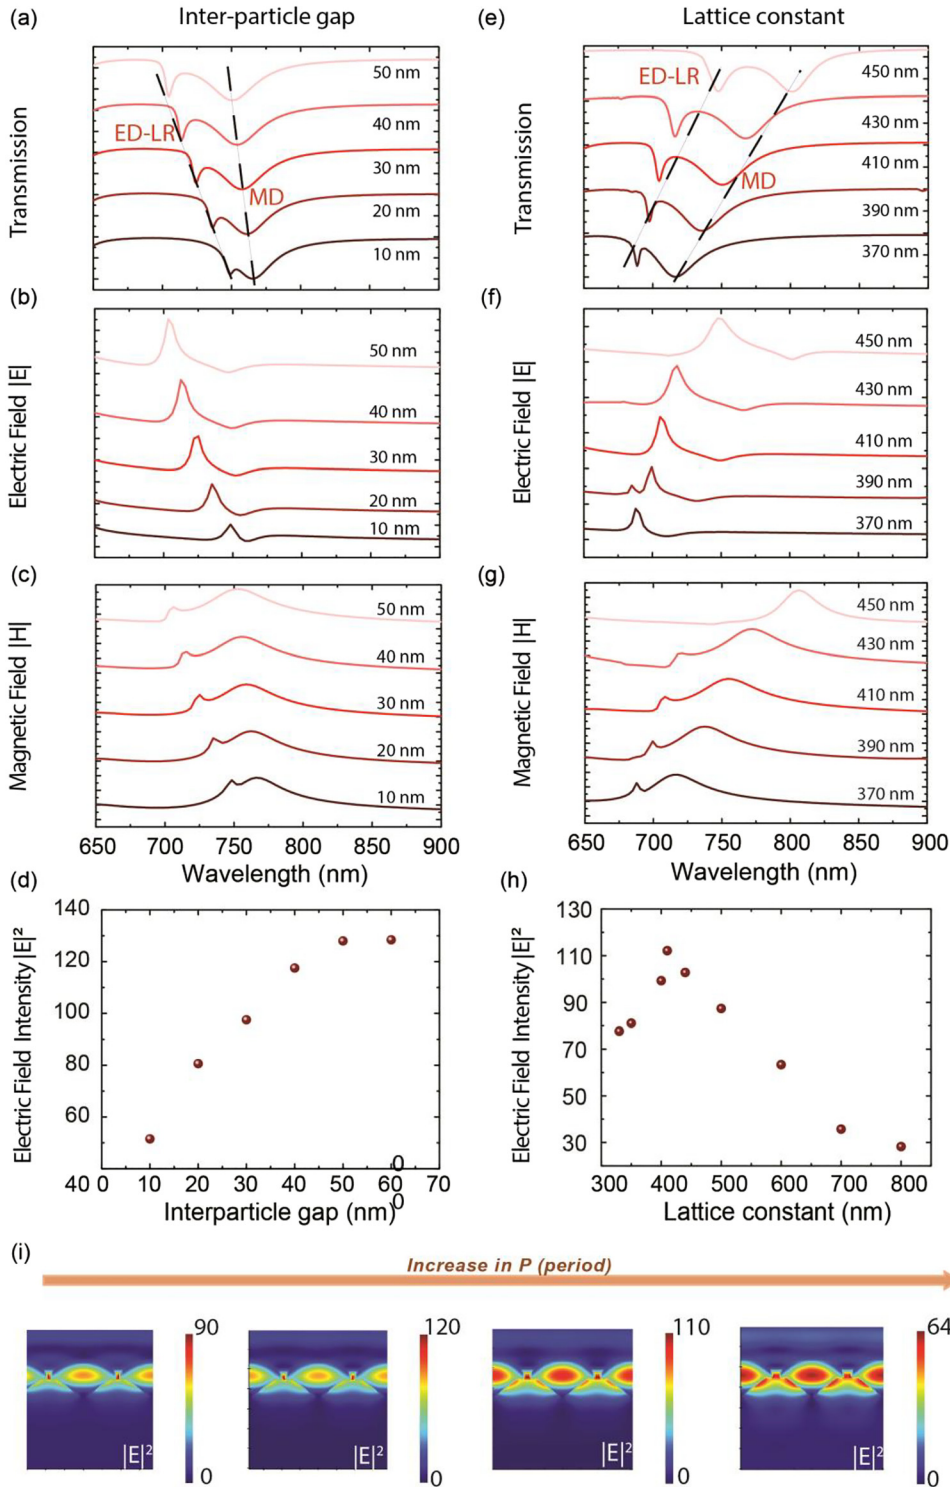 (a)
Inter-particle gap
Transmission
50 nm
40 nm
ED-LR
30 nm
MD
20 nm
10 nm
(b)
Electric Field |E|
50 nm
40 nm
30 nm
20 nm
10 nm
(c)
Magnetic Field |H|
50 nm
40 nm
30 nm
20 nm
10 nm
650 700 750 800 850 900
Wavelength (nm)
(e)
Lattice constant
Transmission
ED-LR
450 nm
430 nm
410 nm
MD
390 nm
370 nm
(f)
Electric Field |E|
450 nm
430 nm
410 nm
390 nm
370 nm
(g)
Magnetic Field |H|
450 nm
430 nm
410 nm
390 nm
370 nm
650 700 750 800 850 900
Wavelength (nm)
(d)
Electric Field Intensity|E|²
140
120
100
80
60
40 0 10 20 30 40 50 60 70
0
0
Interparticle gap (nm)
(h)
Electric Field Intensity|E|²
130
110
90
70
50
30
300 400 500 600 700 800
Lattice constant (nm)
(i)
Increase in P (period)
90
0
|E|²
120
0
|E|²
110
0
|E|²
64
0
|E|²